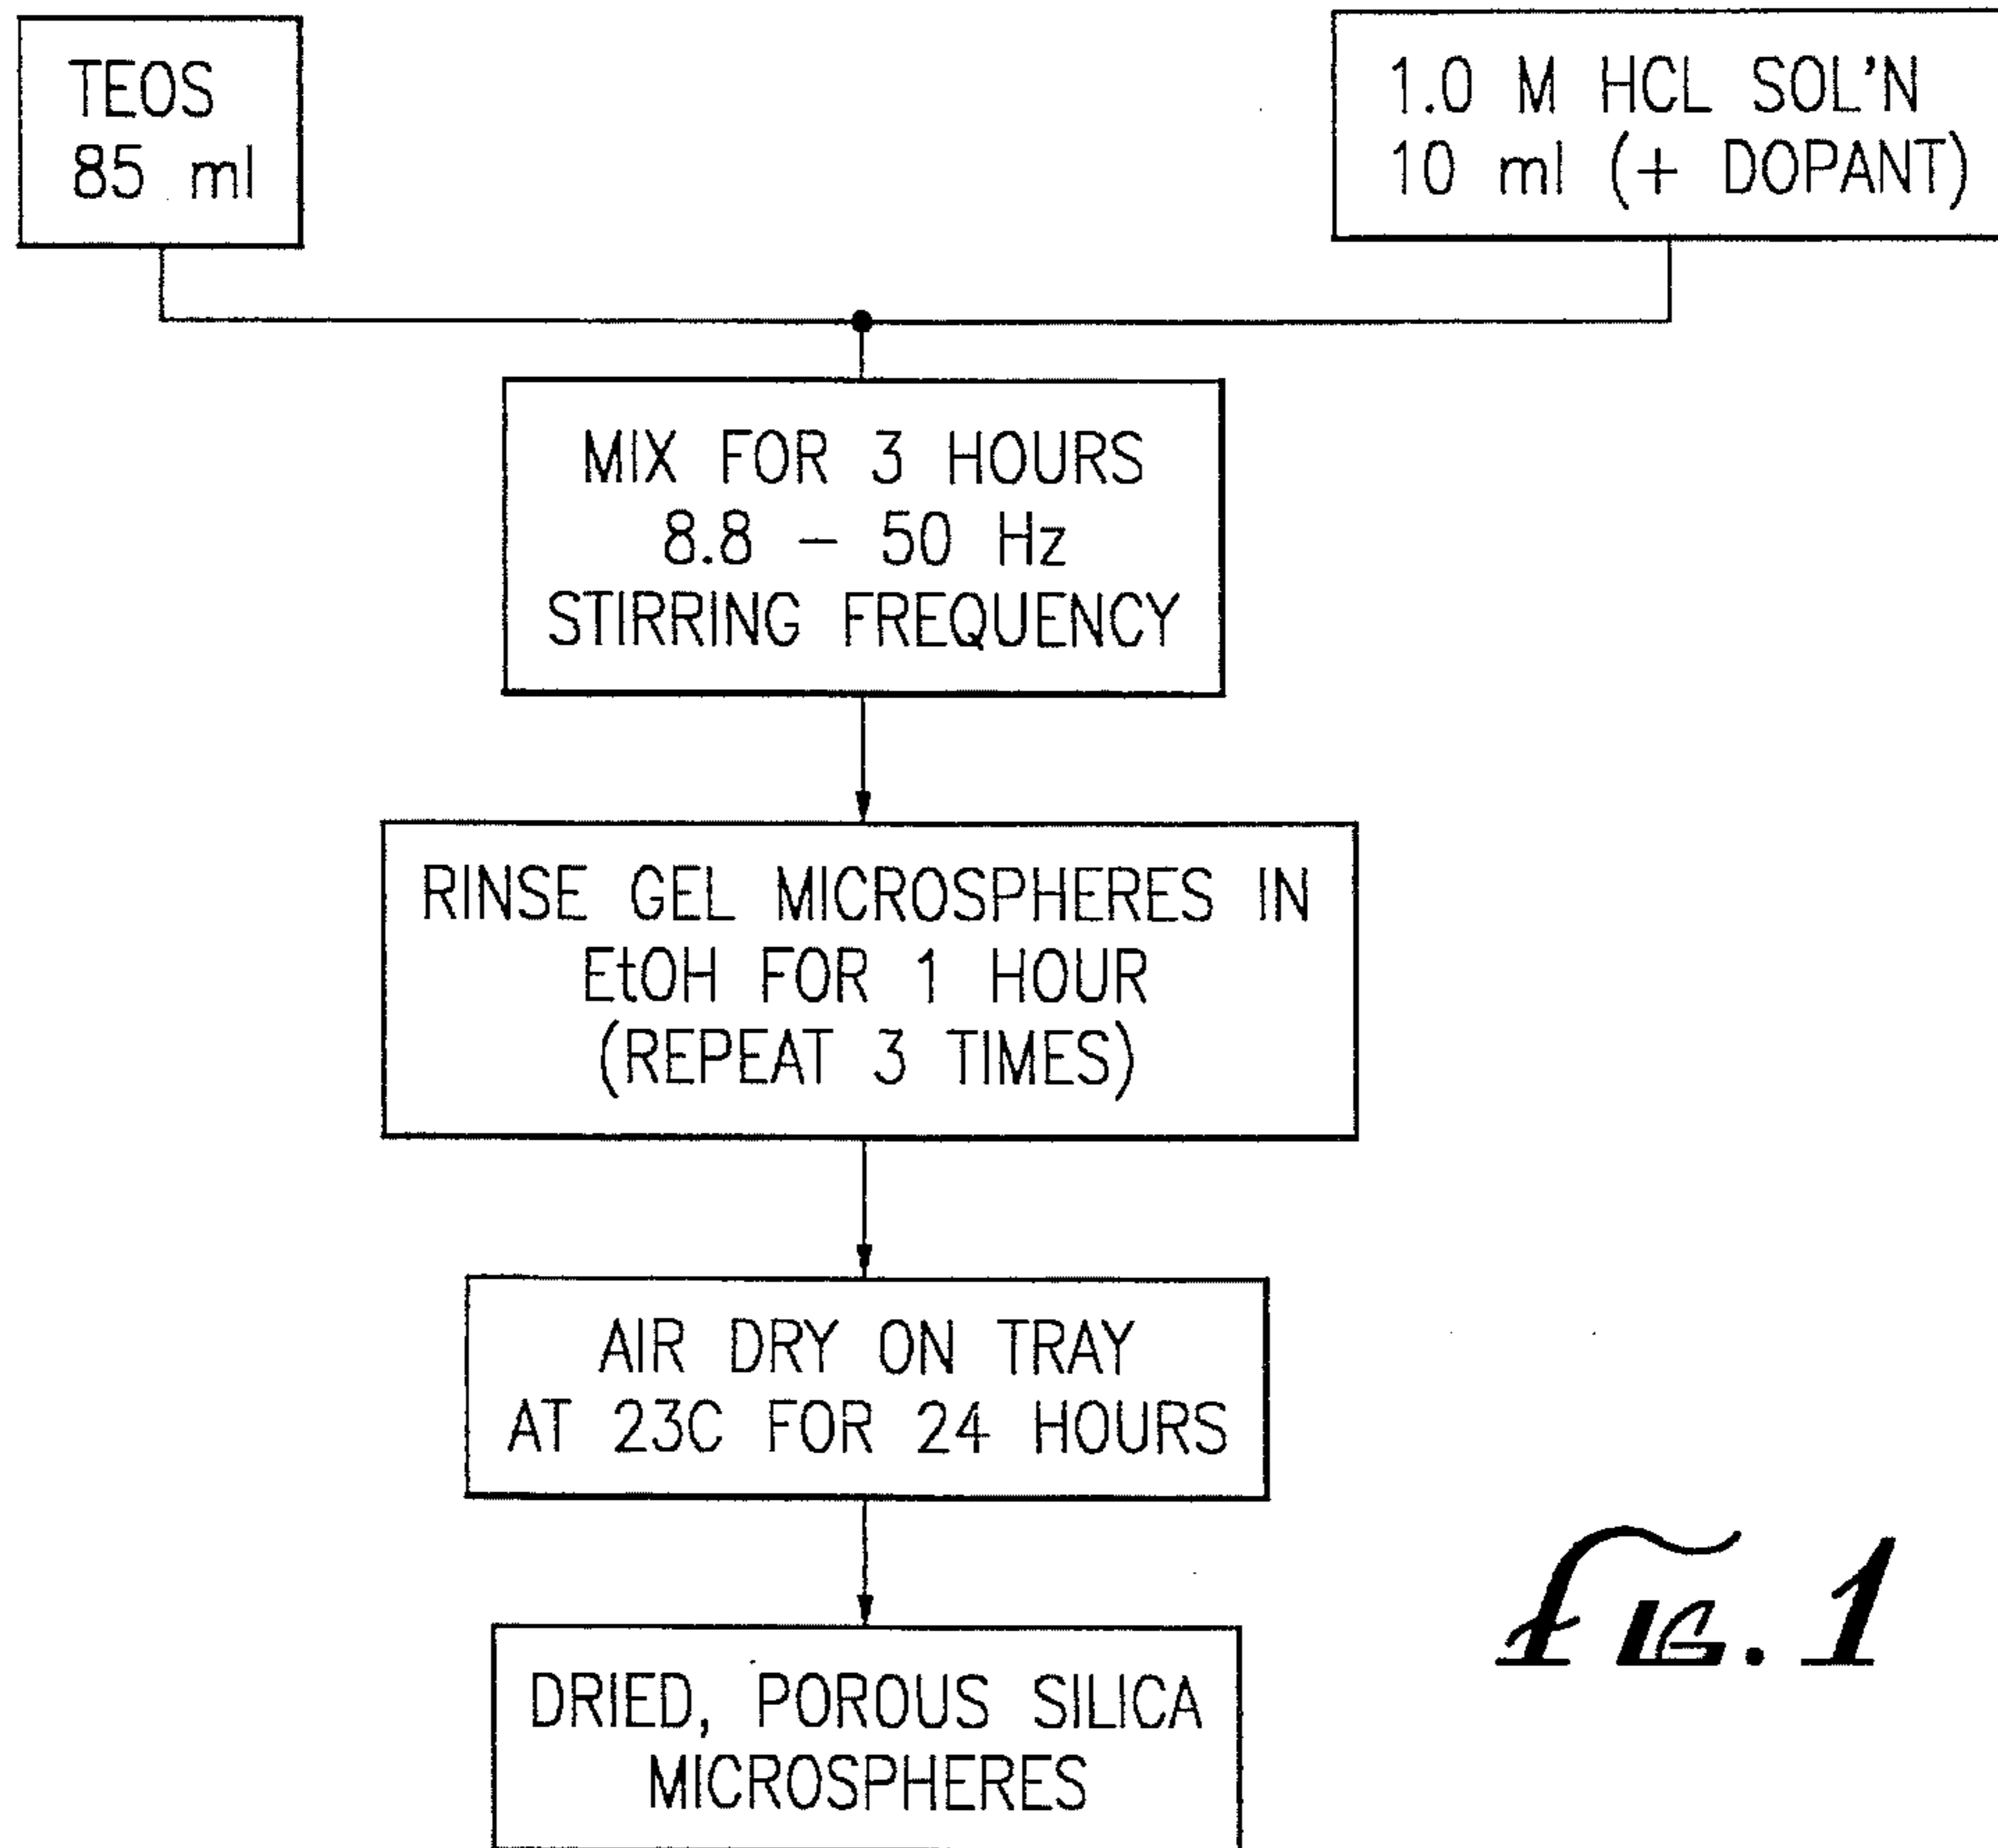 TEOS
85 ml
1.0 M HCL SOL'N
10 ml (+ DOPANT)
MIX FOR 3 HOURS
8.8 – 50 Hz
STIRRING FREQUENCY
RINSE GEL MICROSPHERES IN
EtOH FOR 1 HOUR
(REPEAT 3 TIMES)
AIR DRY ON TRAY
AT 23C FOR 24 HOURS
DRIED, POROUS SILICA
MICROSPHERES
FIG. 1